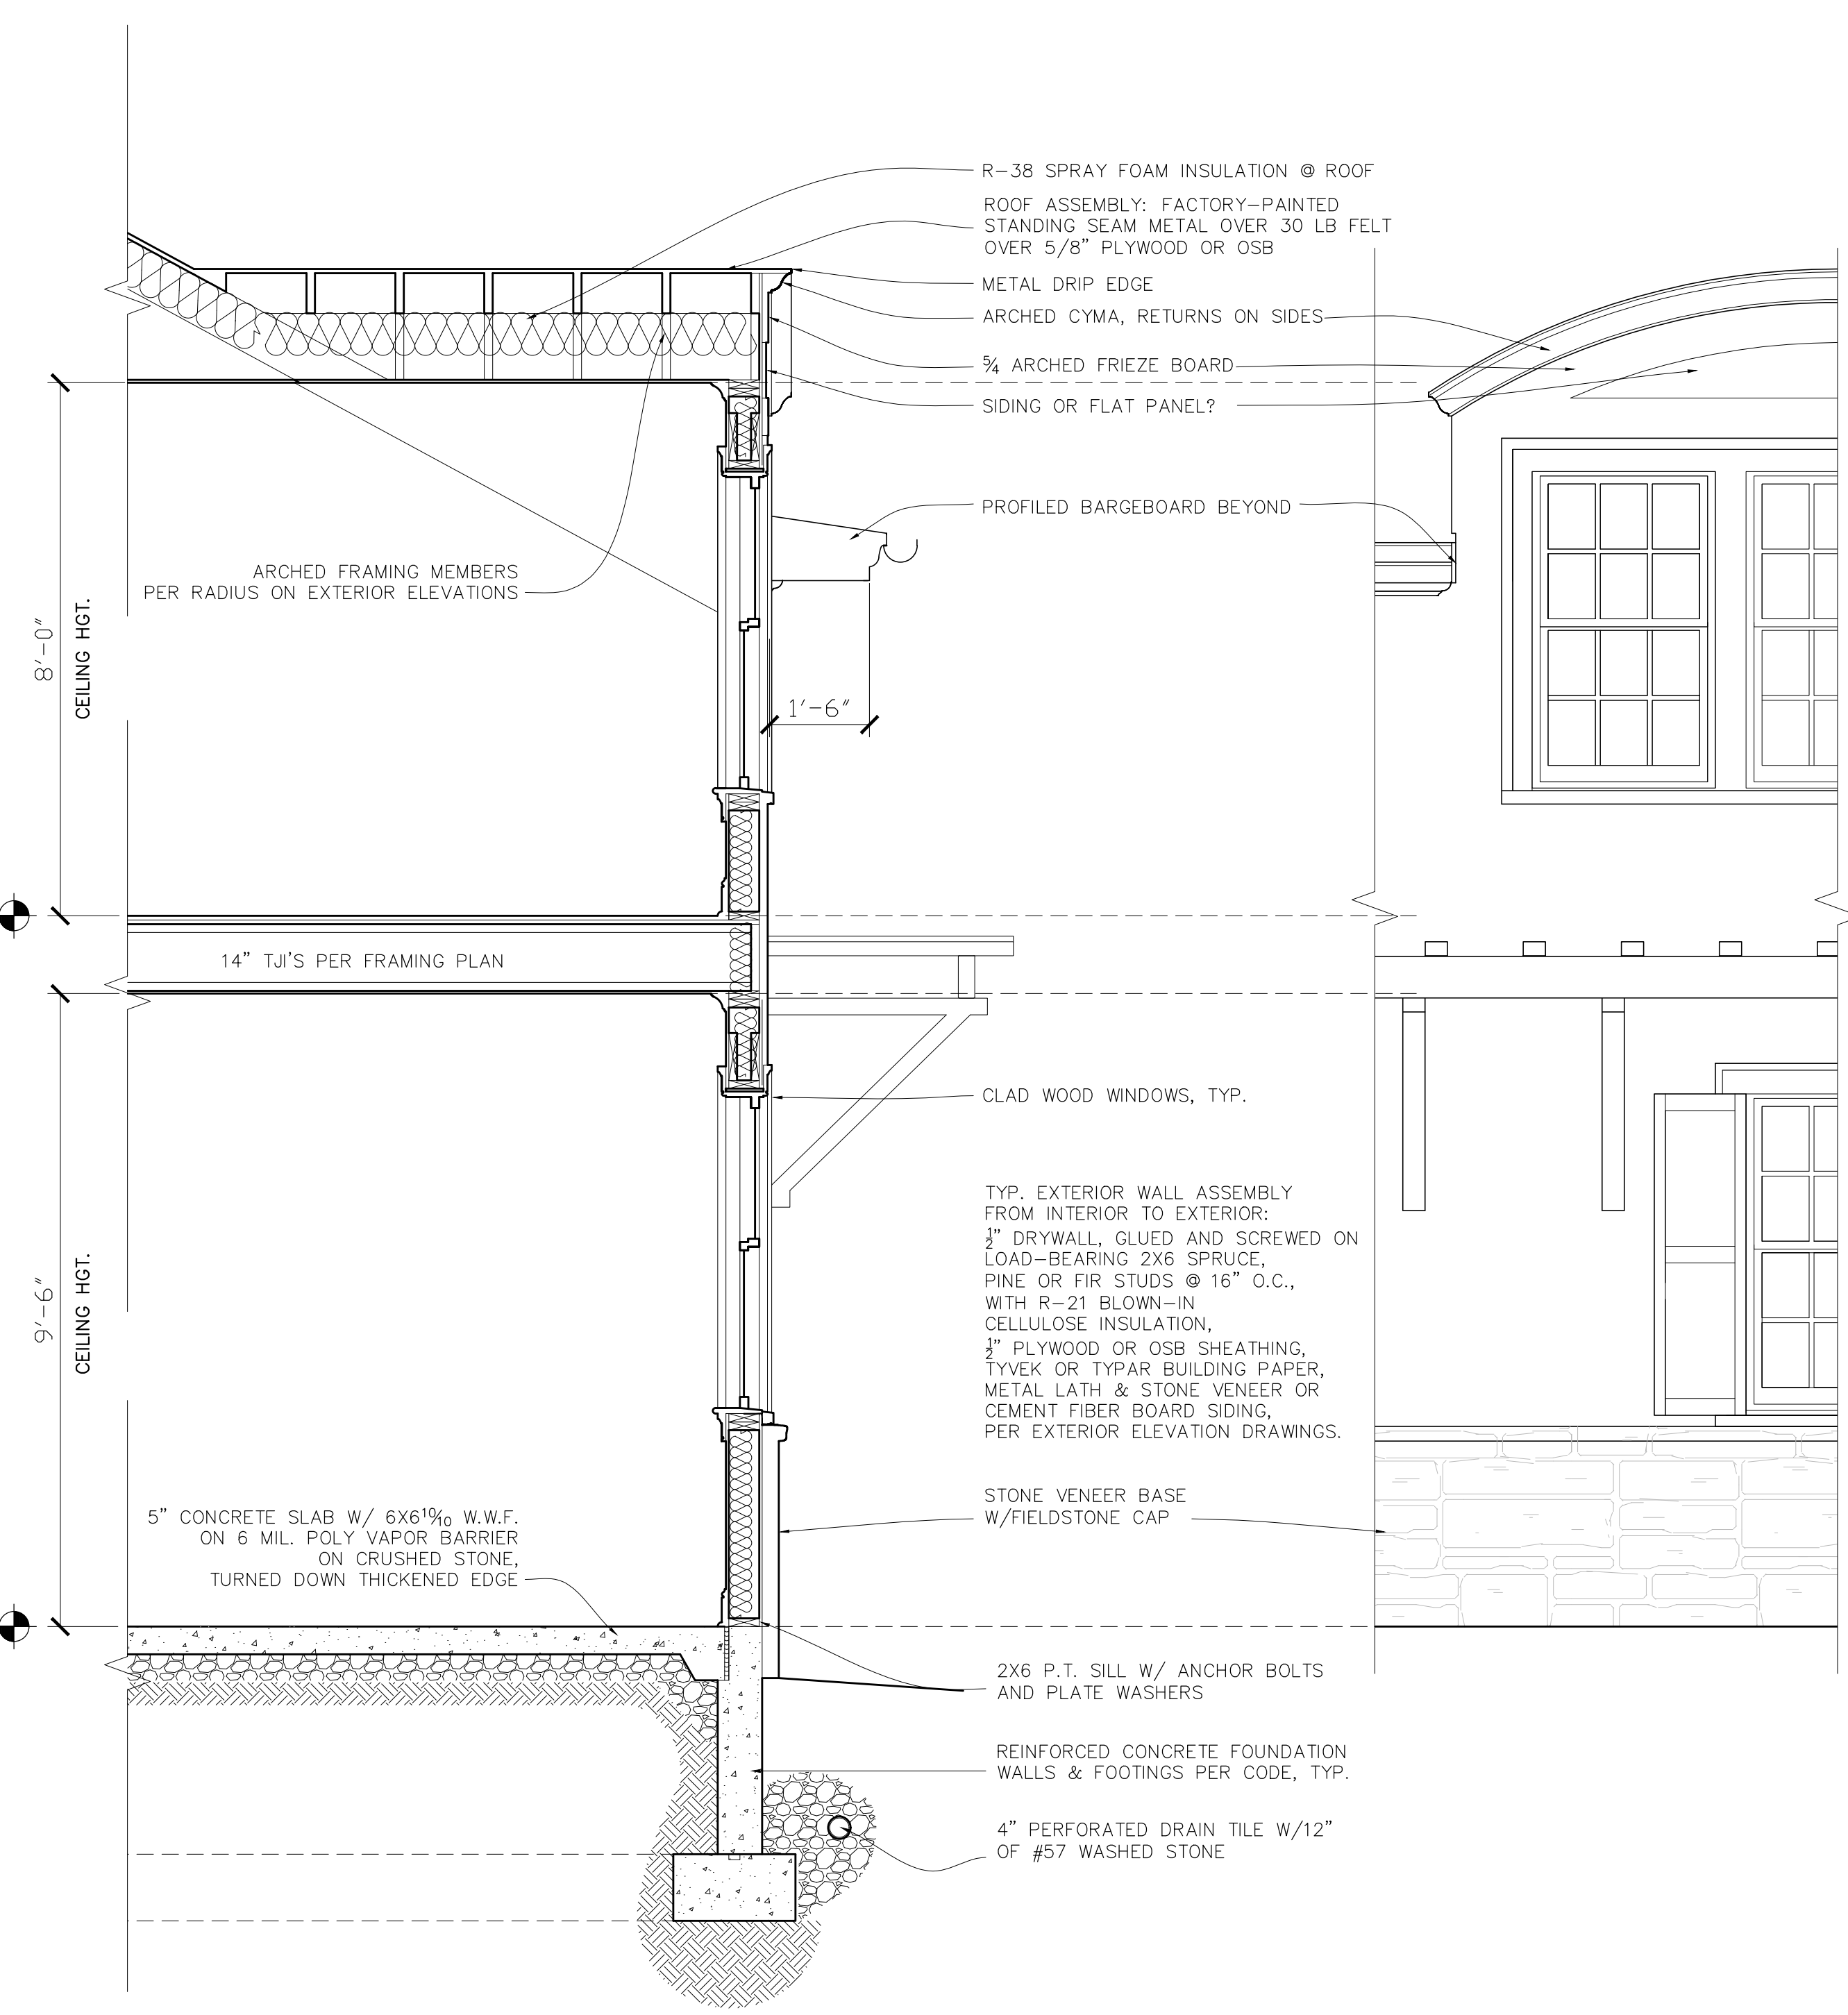 R-38 SPRAY FOAM INSULATION @ ROOF
ROOF ASSEMBLY: FACTORY-PAINTED
STANDING SEAM METAL OVER 30 LB FELT
OVER 5/8" PLYWOOD OR OSB
METAL DRIP EDGE
ARCHED CYMA, RETURNS ON SIDES
5/4 ARCHED FRIEZE BOARD
SIDING OR FLAT PANEL?
PROFILED BARGEBOARD BEYOND
ARCHED FRAMING MEMBERS
PER RADIUS ON EXTERIOR ELEVATIONS
8'-0"
CEILING HGT.
1'-6"
14" TJI'S PER FRAMING PLAN
CLAD WOOD WINDOWS, TYP.
TYP. EXTERIOR WALL ASSEMBLY
FROM INTERIOR TO EXTERIOR:
1/2" DRYWALL, GLUED AND SCREWED ON
LOAD-BEARING 2X6 SPRUCE,
PINE OR FIR STUDS @ 16" O.C.,
WITH R-21 BLOWN-IN
CELLULOSE INSULATION,
1/2" PLYWOOD OR OSB SHEATHING,
TYVEK OR TYPAR BUILDING PAPER,
METAL LATH & STONE VENEER OR
CEMENT FIBER BOARD SIDING,
PER EXTERIOR ELEVATION DRAWINGS.
9'-6"
CEILING HGT.
STONE VENEER BASE
W/FIELDSTONE CAP
5" CONCRETE SLAB W/ 6X6 10/10 W.W.F.
ON 6 MIL. POLY VAPOR BARRIER
ON CRUSHED STONE,
TURNED DOWN THICKENED EDGE
2X6 P.T. SILL W/ ANCHOR BOLTS
AND PLATE WASHERS
REINFORCED CONCRETE FOUNDATION
WALLS & FOOTINGS PER CODE, TYP.
4" PERFORATED DRAIN TILE W/12"
OF #57 WASHED STONE